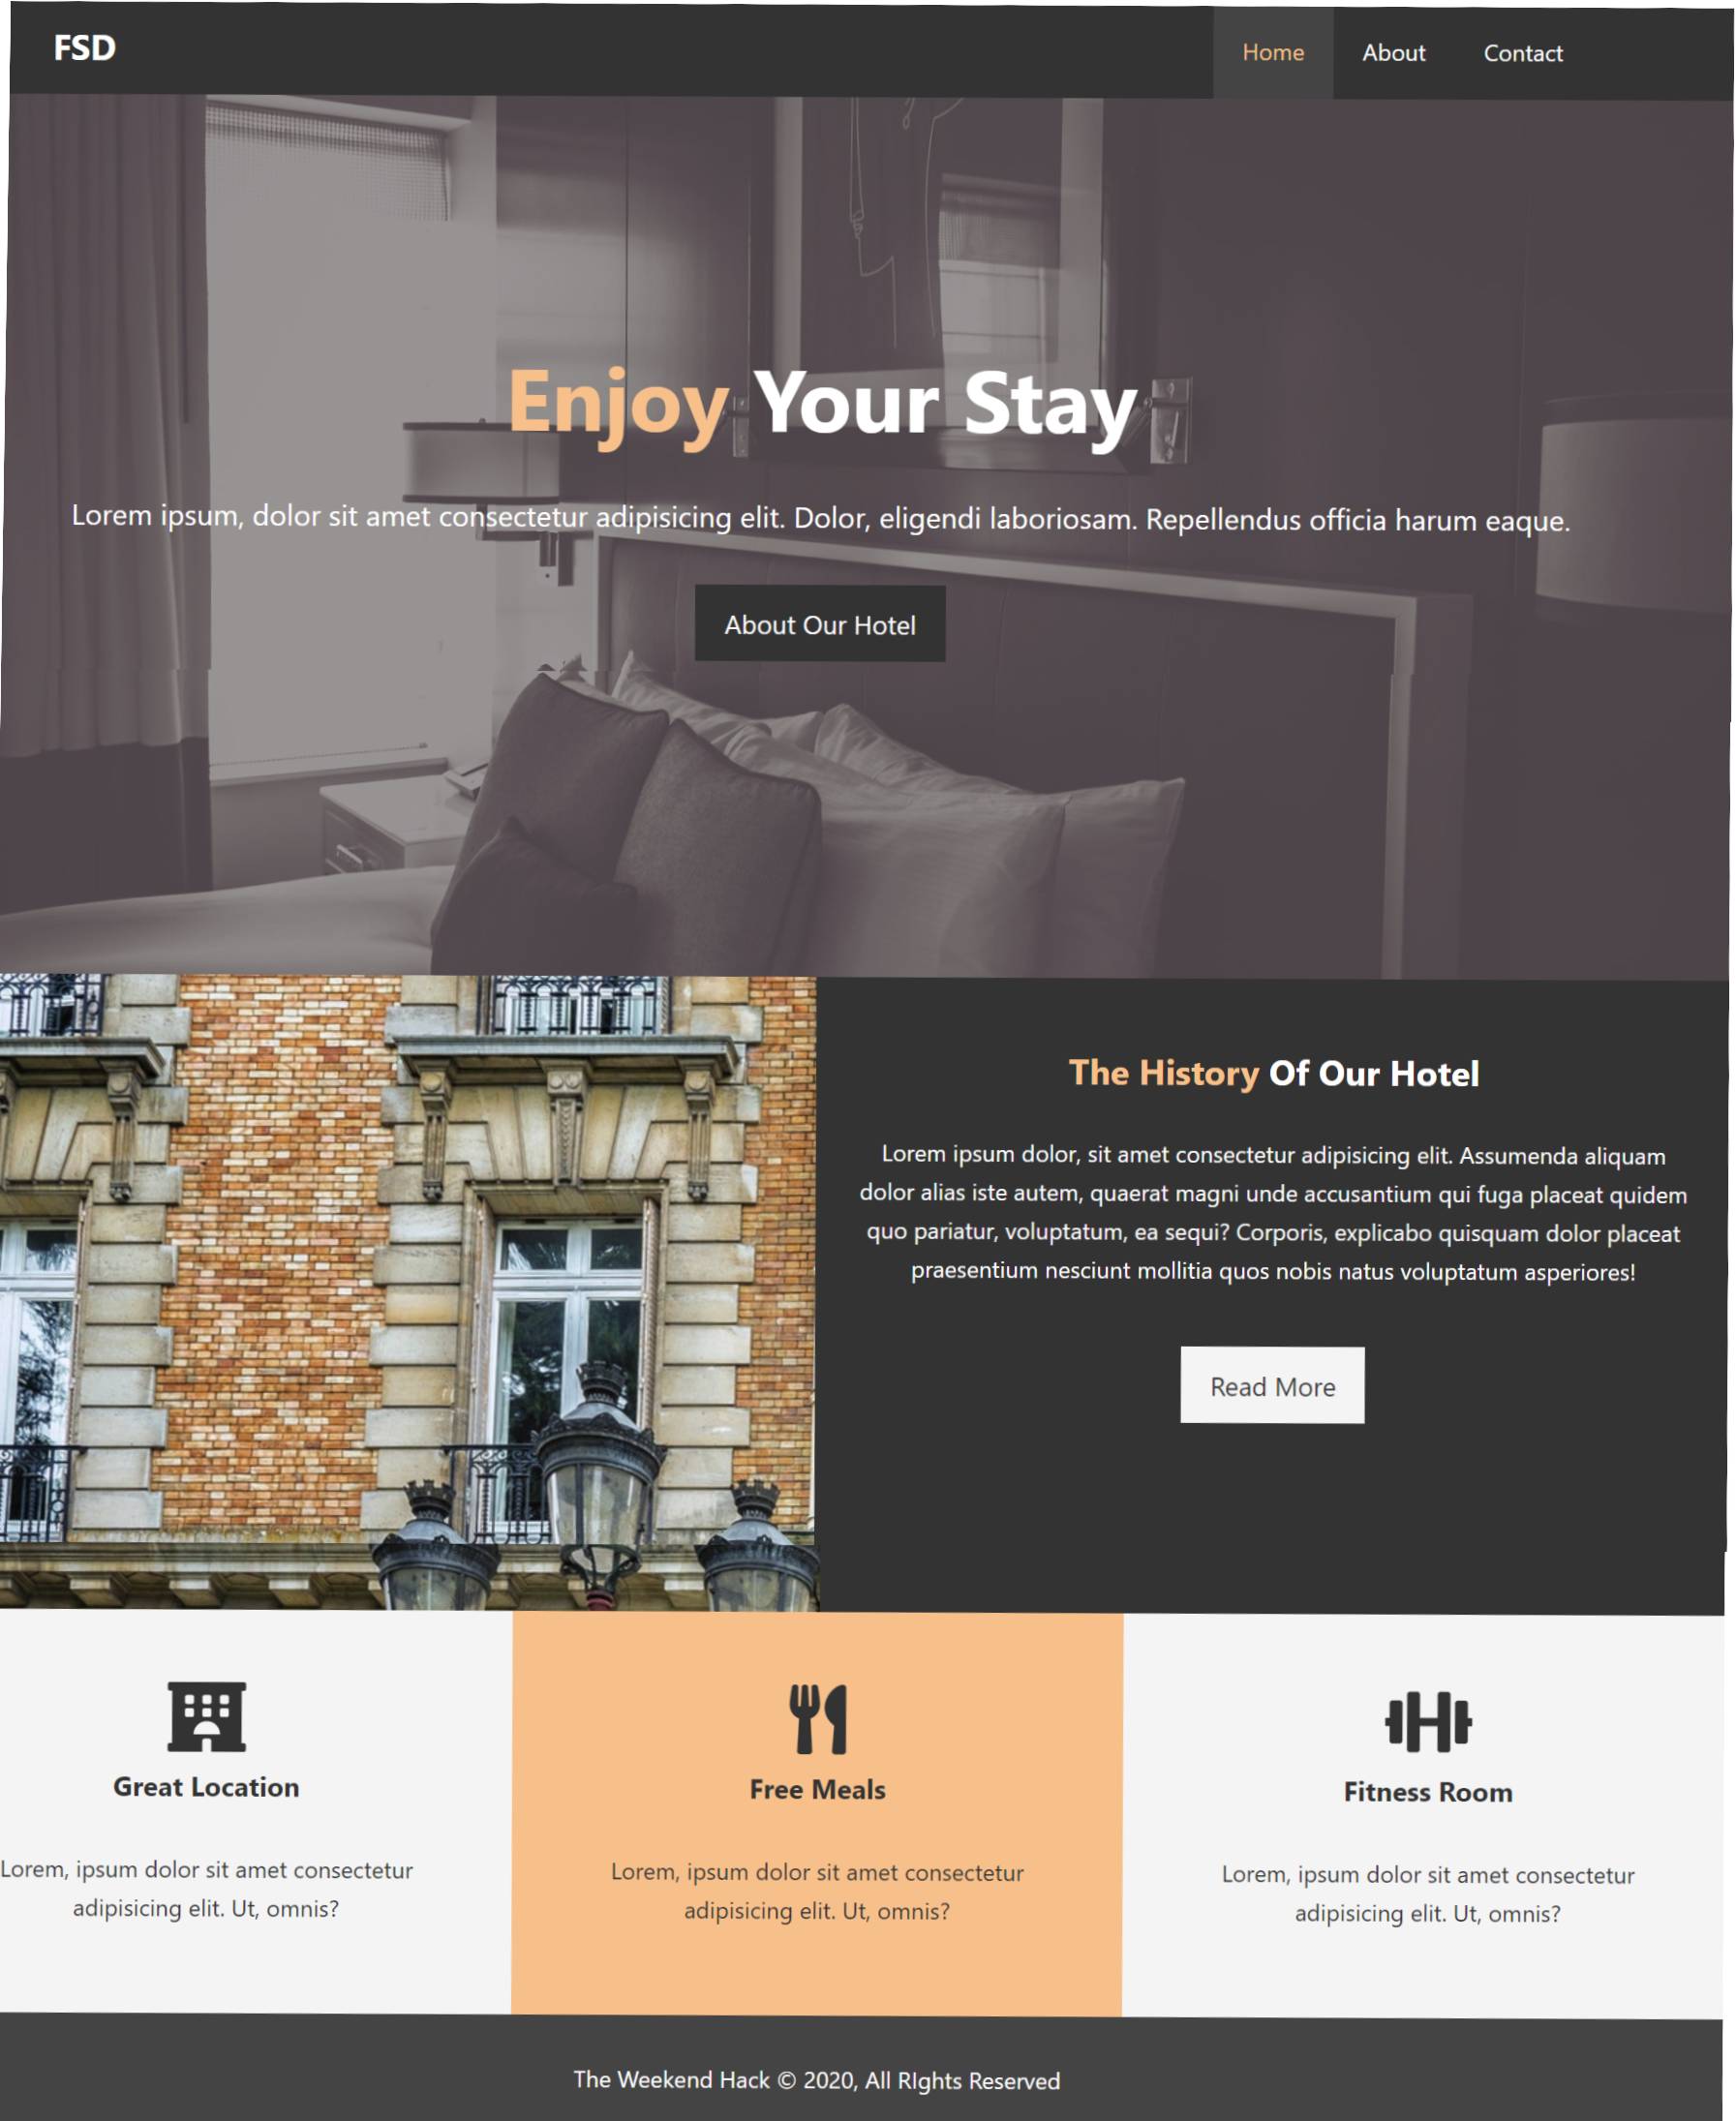 FSD
Home
About
Contact
Enjoy Your Stay
Lorem ipsum, dolor sit amet consectetur adipisicing elit. Dolor, eligendi laboriosam. Repellendus officia harum eaque.
About Our Hotel
The History Of Our Hotel
Lorem ipsum dolor, sit amet consectetur adipisicing elit. Assumenda aliquam
dolor alias iste autem, quaerat magni unde accusantium qui fuga placeat quidem
quo pariatur, voluptatum, ea sequi? Corporis, explicabo quisquam dolor placeat
praesentium nesciunt mollitia quos nobis natus voluptatum asperiores!
Read More
Great Location
Lorem, ipsum dolor sit amet consectetur
adipisicing elit. Ut, omnis?
Free Meals
Lorem, ipsum dolor sit amet consectetur
adipisicing elit. Ut, omnis?
Fitness Room
Lorem, ipsum dolor sit amet consectetur
adipisicing elit. Ut, omnis?
The Weekend Hack © 2020, All RIghts Reserved